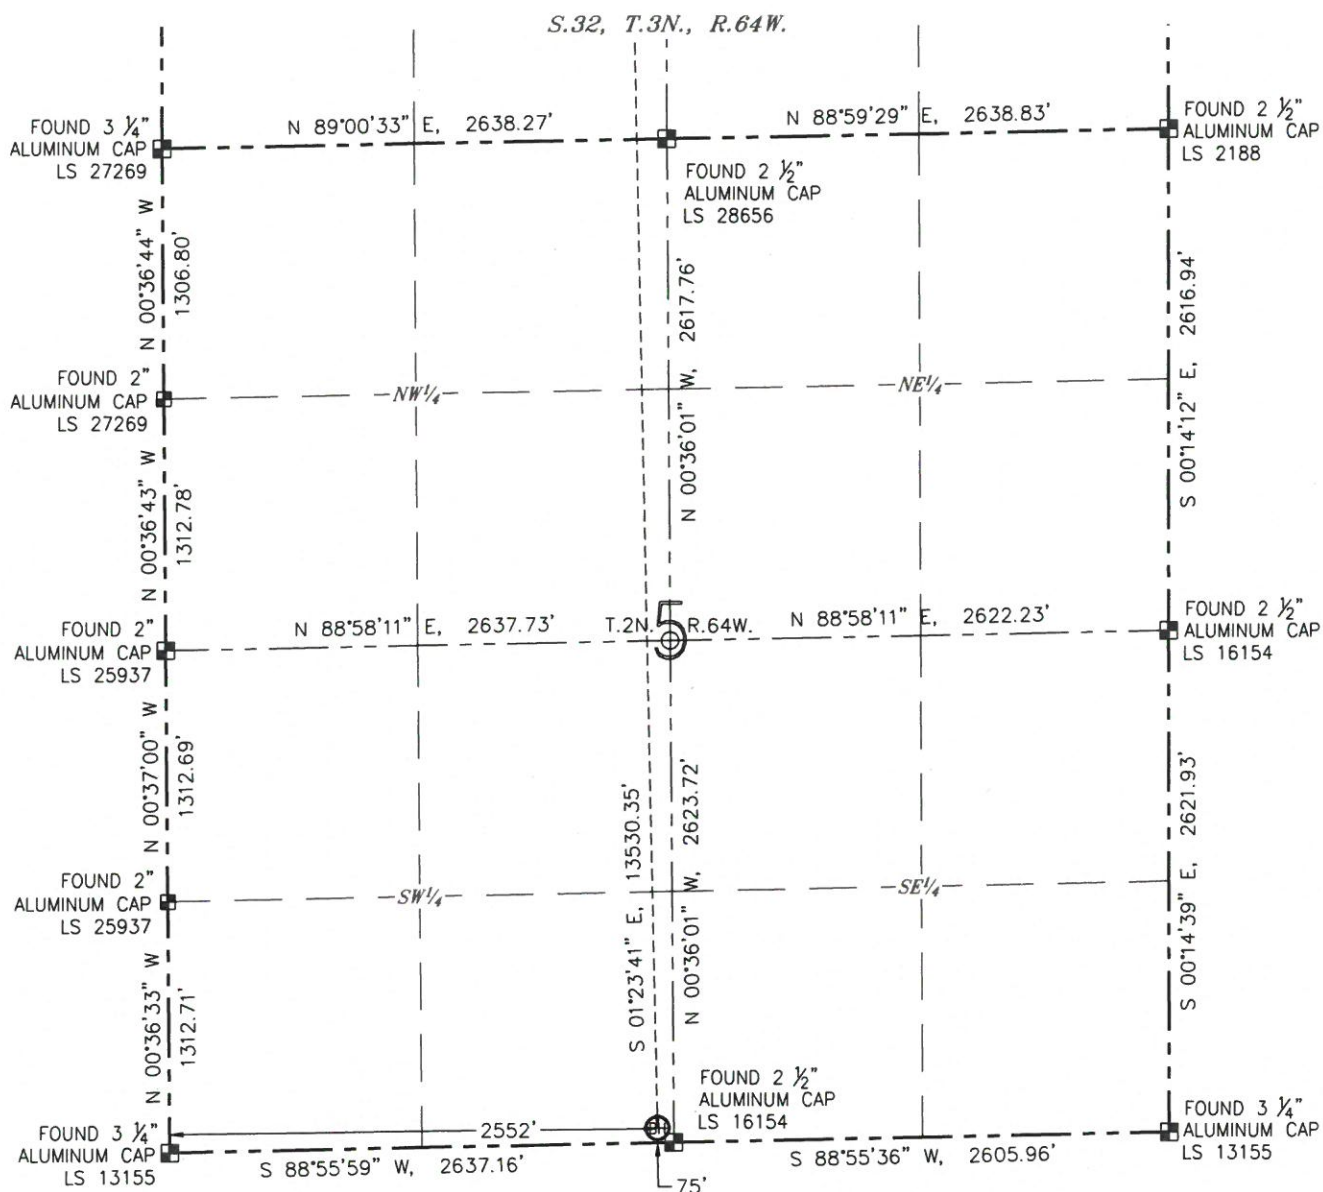 S.32, T.3N., R.64W.
FOUND 3 ¼"
ALUMINUM CAP
LS 27269
N 89°00'33" E, 2638.27'
N 88°59'29" E, 2638.83'
FOUND 2 ½"
ALUMINUM CAP
LS 2188
FOUND 2 ½"
ALUMINUM CAP
LS 28656
N 00°36'44" W
1306.80'
N 00°36'01" W, 2617.76'
S 00°14'12" E, 2616.94'
FOUND 2"
ALUMINUM CAP
LS 27269
NW¼
NE¼
N 00°36'43" W
1312.78'
FOUND 2"
ALUMINUM CAP
LS 25937
N 88°58'11" E, 2637.73'
T.2N. 5 R.64W.
N 88°58'11" E, 2622.23'
FOUND 2 ½"
ALUMINUM CAP
LS 16154
N 00°37'00" W
1312.69'
S 01°23'41" E, 13530.35'
N 00°36'01" W, 2623.72'
S 00°14'39" E, 2621.93'
FOUND 2"
ALUMINUM CAP
LS 25937
SW¼
SE¼
N 00°36'33" W
1312.71'
FOUND 2 ½"
ALUMINUM CAP
LS 16154
FOUND 3 ¼"
ALUMINUM CAP
LS 13155
2552'
BH
S 88°55'59" W, 2637.16'
S 88°55'36" W, 2605.96'
FOUND 3 ¼"
ALUMINUM CAP
LS 13155
75'